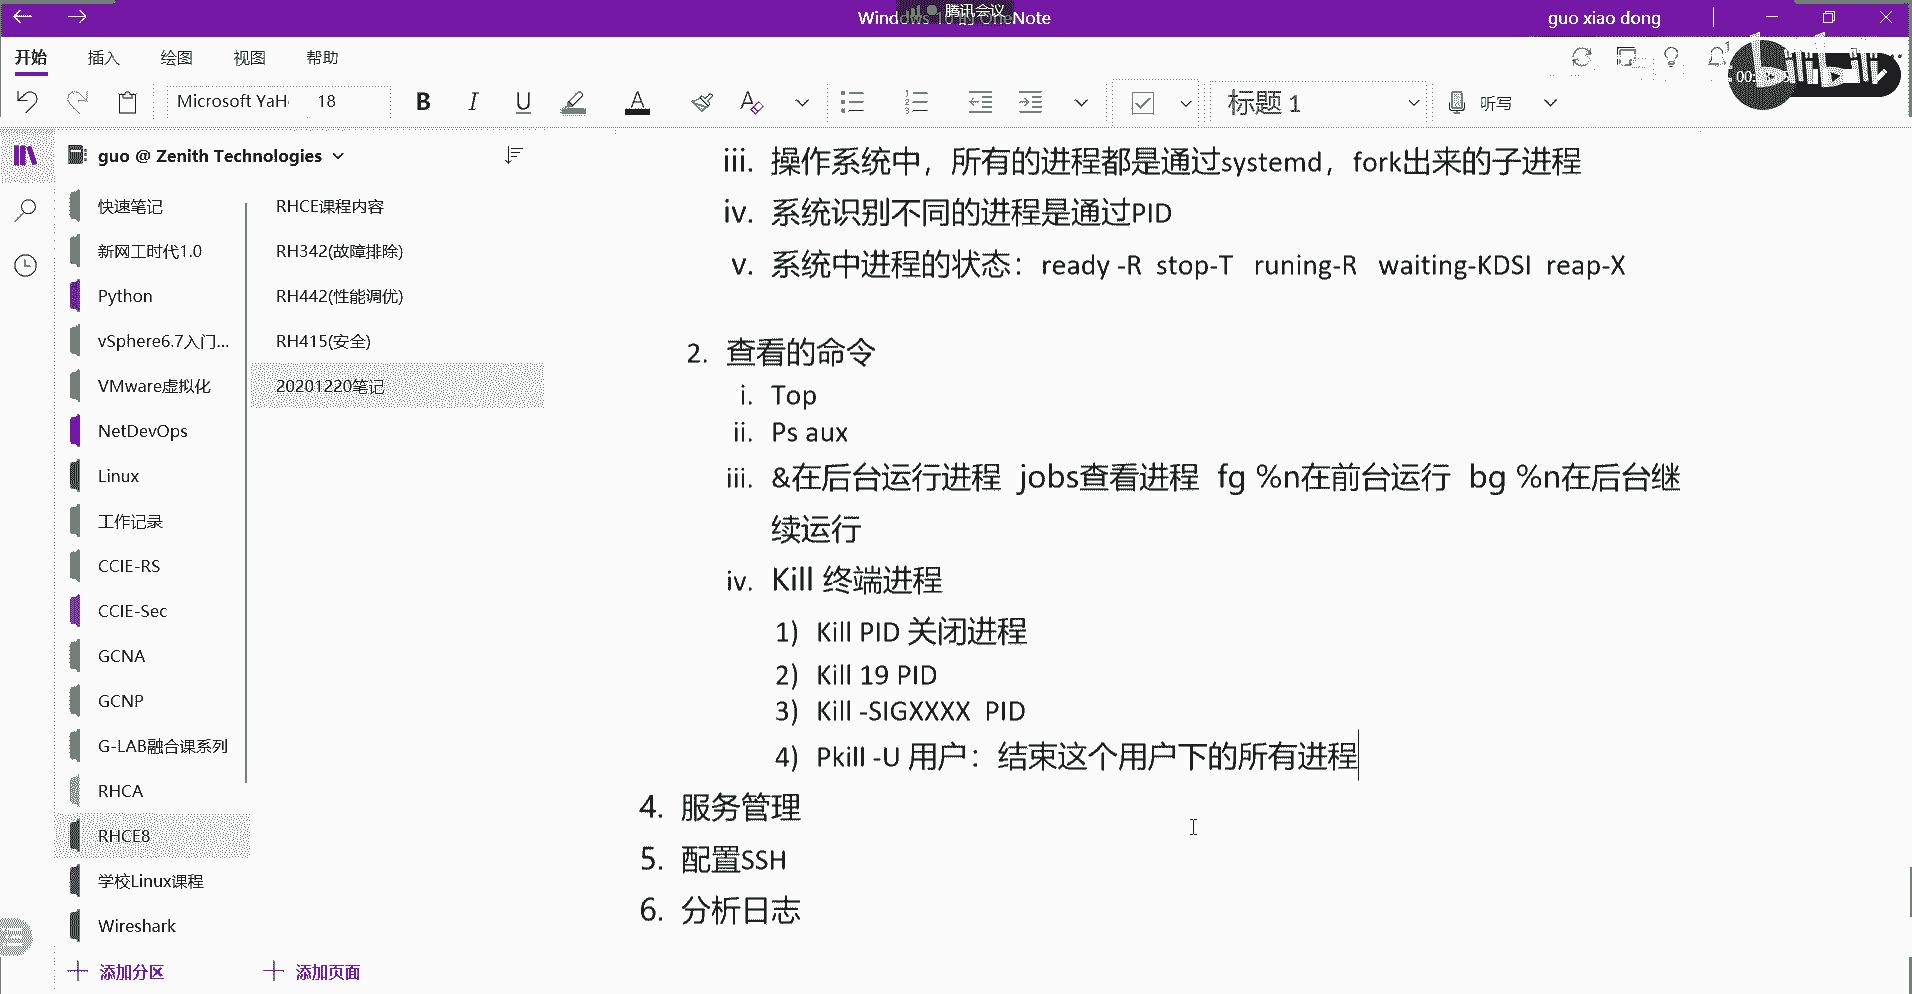 腾讯会议
Windows 10 的 OneNote
guo xiao dong
开始 插入 绘图 视图 帮助
bilibili
Microsoft YaH 18 B I U A 标题 1 听写
guo @ Zenith Technologies
快速笔记
新网工时代1.0
Python
vSphere6.7入门...
VMware虚拟化
NetDevOps
Linux
工作记录
CCIE-RS
CCIE-Sec
GCNA
GCNP
G-LAB融合课系列
RHCA
RHCE8
学校Linux课程
Wireshark
添加分区
RHCE课程内容
RH342(故障排除)
RH442(性能调优)
RH415(安全)
20201220笔记
添加页面
iii. 操作系统中，所有的进程都是通过systemd，fork出来的子进程
iv. 系统识别不同的进程是通过PID
v. 系统中进程的状态：ready -R stop-T runing-R waiting-KDSI reap-X
2. 查看的命令
i. Top
ii. Ps aux
iii. &在后台运行进程 jobs查看进程 fg %n在前台运行 bg %n在后台继
续运行
iv. Kill 终端进程
1) Kill PID 关闭进程
2) Kill 19 PID
3) Kill -SIGXXXX PID
4) Pkill -U 用户：结束这个用户下的所有进程
4. 服务管理
5. 配置SSH
6. 分析日志